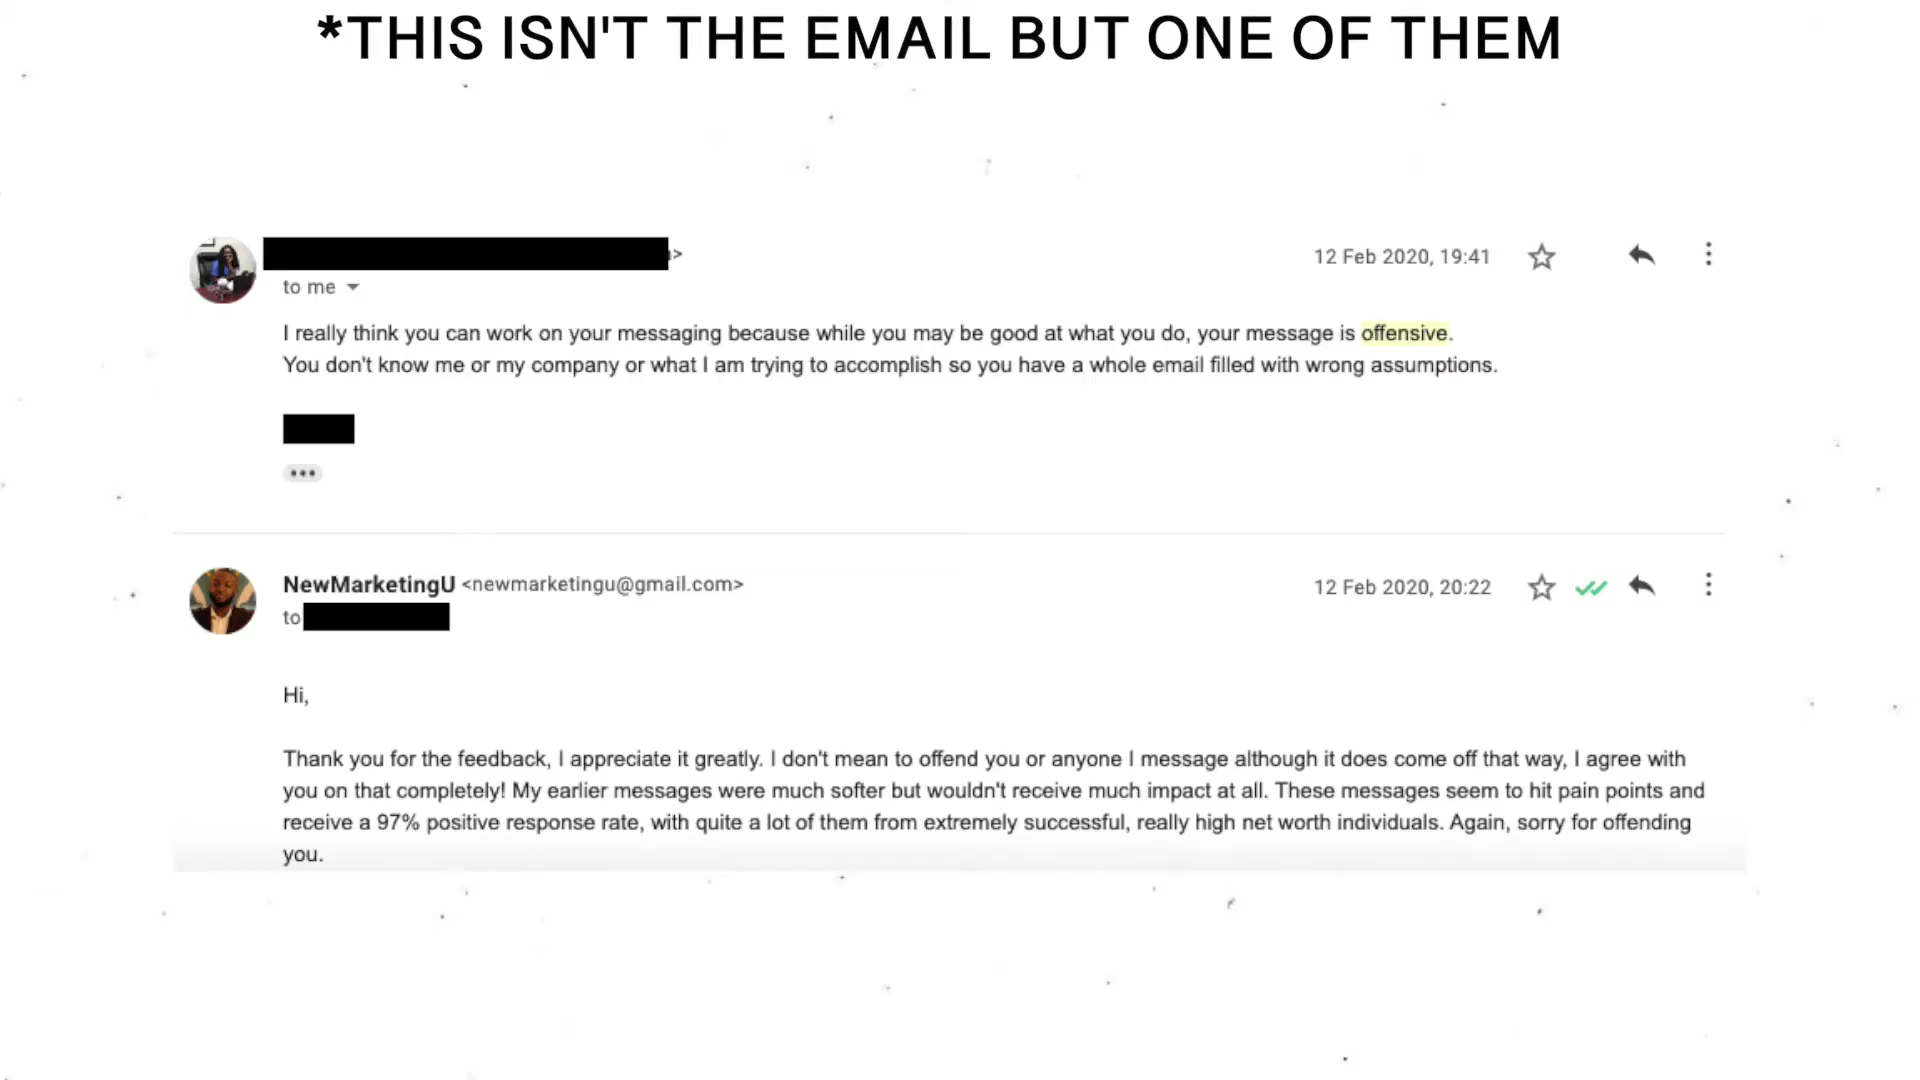 *THIS ISN'T THE EMAIL BUT ONE OF THEM
>
12 Feb 2020, 19:41
to me
I really think you can work on your messaging because while you may be good at what you do, your message is offensive.
You don't know me or my company or what I am trying to accomplish so you have a whole email filled with wrong assumptions.
NewMarketingU <newmarketingu@gmail.com>
12 Feb 2020, 20:22
to
Hi,
Thank you for the feedback, I appreciate it greatly. I don't mean to offend you or anyone I message although it does come off that way, I agree with
you on that completely! My earlier messages were much softer but wouldn't receive much impact at all. These messages seem to hit pain points and
receive a 97% positive response rate, with quite a lot of them from extremely successful, really high net worth individuals. Again, sorry for offending
you.